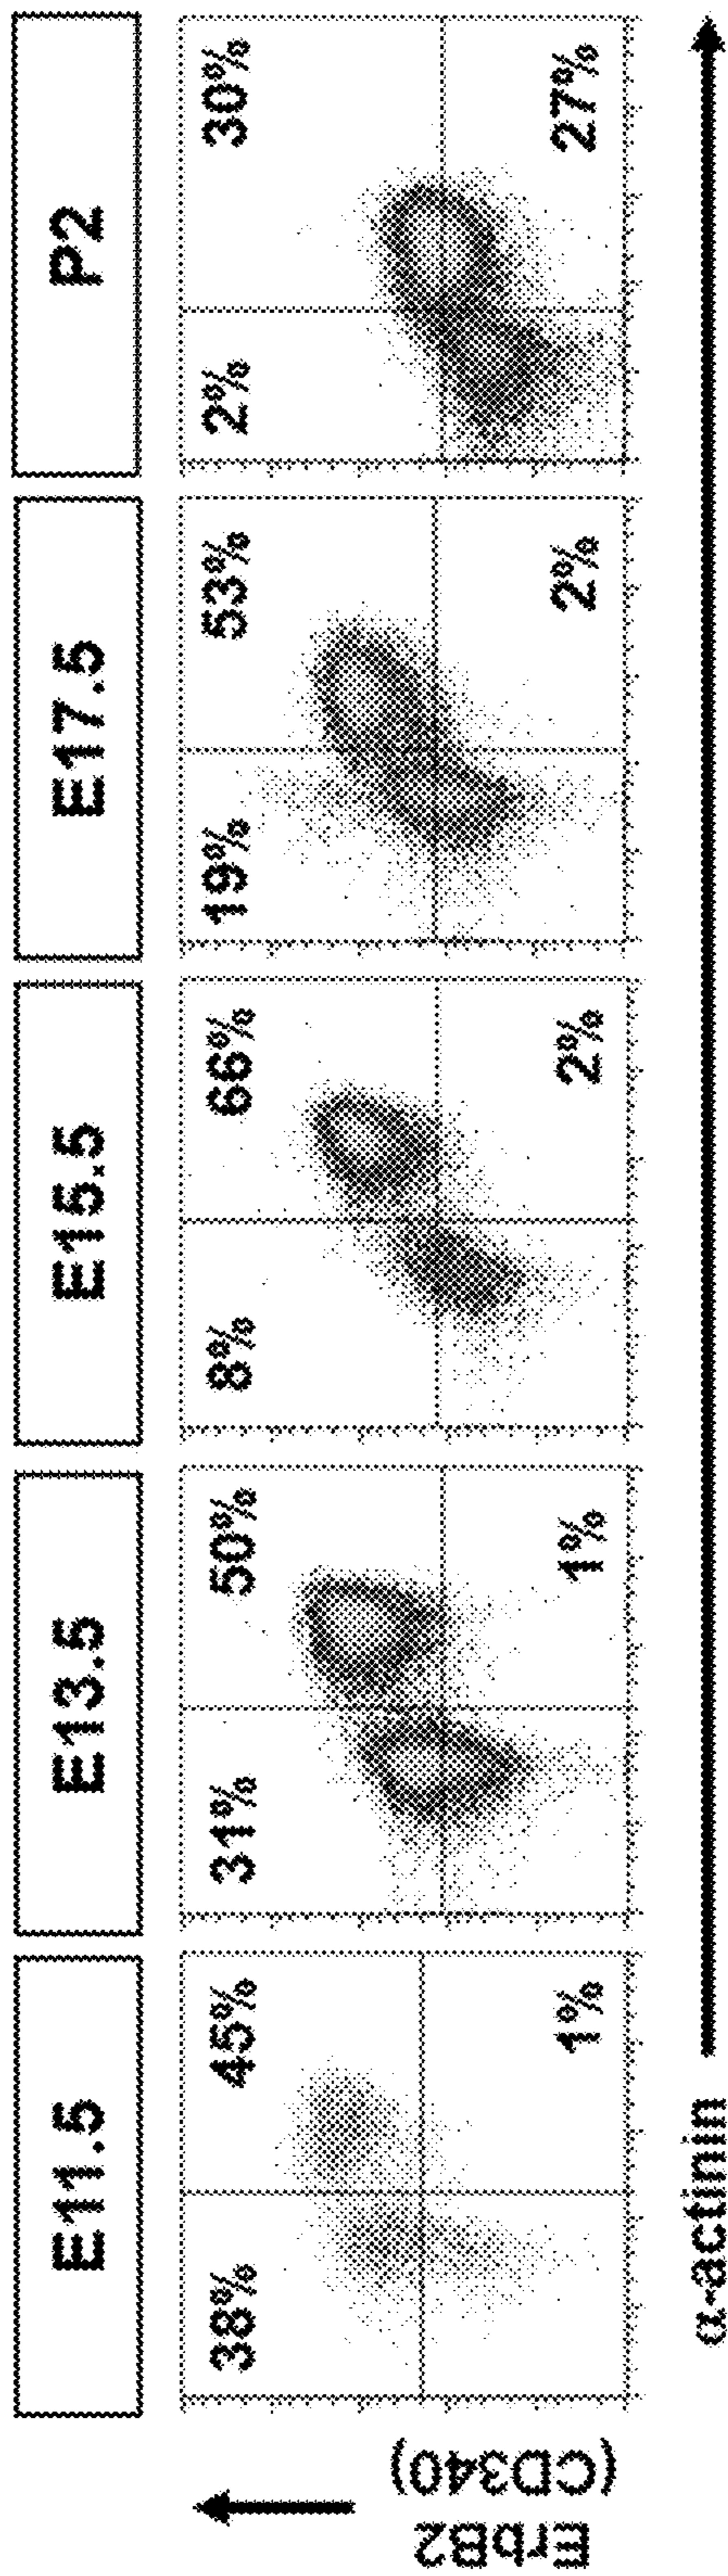 E11.5
E13.5
E15.5
E17.5
P2
38% 45%
31% 50%
8% 66%
19% 53%
2% 30%
1%
1%
2%
2%
27%
ErbB2
(CD340)
α-actinin